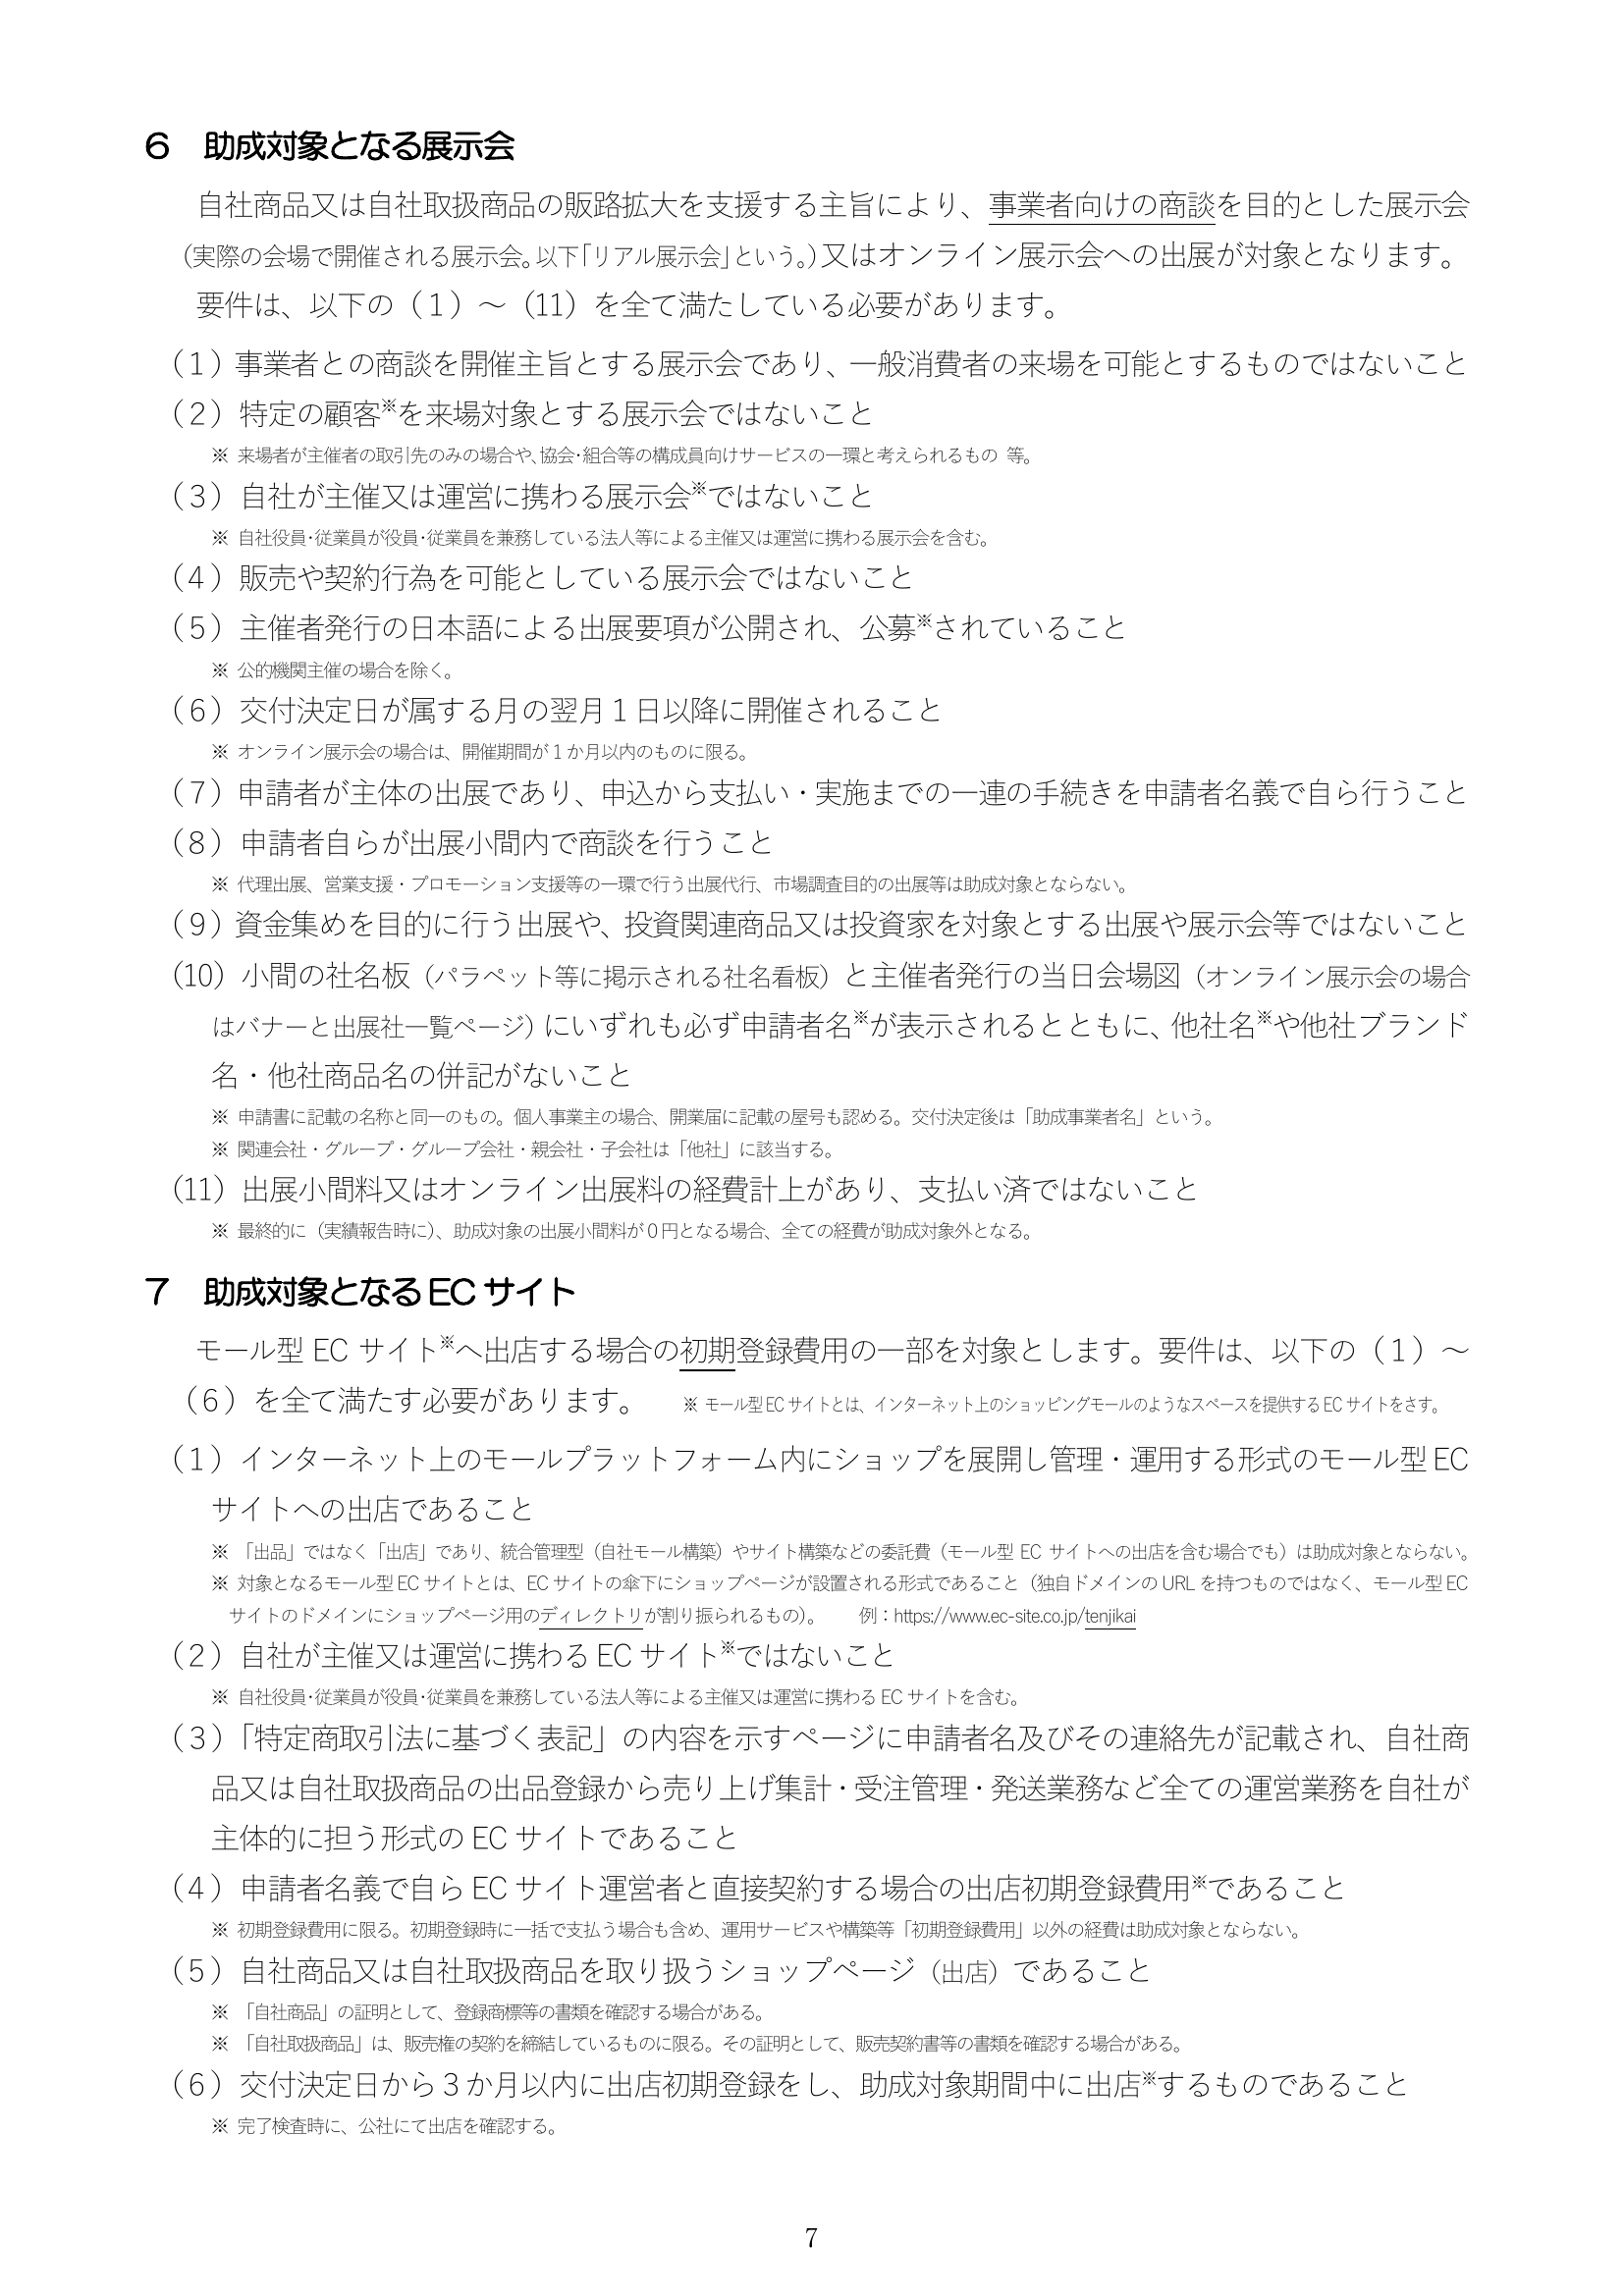 6 助成対象となる展示会
自社商品又は自社取扱商品の販路拡大を支援する主旨により、事業者向けの商談を目的とした展示会
（実際の会場で開催される展示会。以下「リアル展示会」という。）又はオンライン展示会への出展が対象となります。
要件は、以下の（1）～（11）を全て満たしている必要があります。
（1）事業者との商談を開催主旨とする展示会であり、一般消費者の来場を可能とするものではないこと
（2）特定の顧客※を来場対象とする展示会ではないこと
※ 来場者が主催者の取引先のみの場合や、協会・組合等の構成員向けサービスの一環と考えられるもの 等。
（3）自社が主催又は運営に携わる展示会※ではないこと
※ 自社役員・従業員が役員・従業員を兼務している法人等による主催又は運営に携わる展示会を含む。
（4）販売や契約行為を可能としている展示会ではないこと
（5）主催者発行の日本語による出展要項が公開され、公募※されていること
※ 公的機関主催の場合を除く。
（6）交付決定日が属する月の翌月１日以降に開催されること
※ オンライン展示会の場合は、開催期間が１か月以内のものに限る。
（7）申請者が主体の出展であり、申込から支払い・実施までの一連の手続きを申請者名義で自ら行うこと
（8）申請者自らが出展小間内で商談を行うこと
※ 代理出展、営業支援・プロモーション支援等の一環で行う出展代行、市場調査目的の出展等は助成対象とならない。
（9）資金集めを目的に行う出展や、投資関連商品又は投資家を対象とする出展や展示会等ではないこと
（10）小間の社名板（パラペット等に掲示される社名看板）と主催者発行の当日会場図（オンライン展示会の場合
はバナーと出展社一覧ページ）にいずれも必ず申請者名※が表示されるとともに、他社名※や他社ブランド
名・他社商品名の併記がないこと
※ 申請書に記載の名称と同一のもの。個人事業主の場合、開業届に記載の屋号も認める。交付決定後は「助成事業者名」という。
※ 関連会社・グループ・グループ会社・親会社・子会社は「他社」に該当する。
（11）出展小間料又はオンライン出展料の経費計上があり、支払い済ではないこと
※ 最終的に（実績報告時に）、助成対象の出展小間料が０円となる場合、全ての経費が助成対象外となる。
7 助成対象となるECサイト
モール型 EC サイト※へ出店する場合の初期登録費用の一部を対象とします。要件は、以下の（1）～
（6）を全て満たす必要があります。 ※ モール型ECサイトとは、インターネット上のショッピングモールのようなスペースを提供するECサイトをさす。
（1）インターネット上のモールプラットフォーム内にショップを展開し管理・運用する形式のモール型EC
サイトへの出店であること
※ 「出品」ではなく「出店」であり、統合管理型（自社モール構築）やサイト構築などの委託費（モール型 EC サイトへの出店を含む場合でも）は助成対象とならない。
※ 対象となるモール型ECサイトとは、ECサイトの傘下にショップページが設置される形式であること（独自ドメインのURLを持つものではなく、モール型EC
サイトのドメインにショップページ用のディレクトリが割り振られるもの）。 例：https://www.ec-site.co.jp/tenjikai
（2）自社が主催又は運営に携わる EC サイト※ではないこと
※ 自社役員・従業員が役員・従業員を兼務している法人等による主催又は運営に携わるECサイトを含む。
（3）「特定商取引法に基づく表記」の内容を示すページに申請者名及びその連絡先が記載され、自社商
品又は自社取扱商品の出品登録から売り上げ集計・受注管理・発送業務など全ての運営業務を自社が
主体的に担う形式の EC サイトであること
（4）申請者名義で自ら EC サイト運営者と直接契約する場合の出店初期登録費用※であること
※ 初期登録費用に限る。初期登録時に一括で支払う場合も含め、運用サービスや構築等「初期登録費用」以外の経費は助成対象とならない。
（5）自社商品又は自社取扱商品を取り扱うショップページ（出店）であること
※ 「自社商品」の証明として、登録商標等の書類を確認する場合がある。
※ 「自社取扱商品」は、販売権の契約を締結しているものに限る。その証明として、販売契約書等の書類を確認する場合がある。
（6）交付決定日から３か月以内に出店初期登録をし、助成対象期間中に出店※するものであること
※ 完了検査時に、公社にて出店を確認する。
7